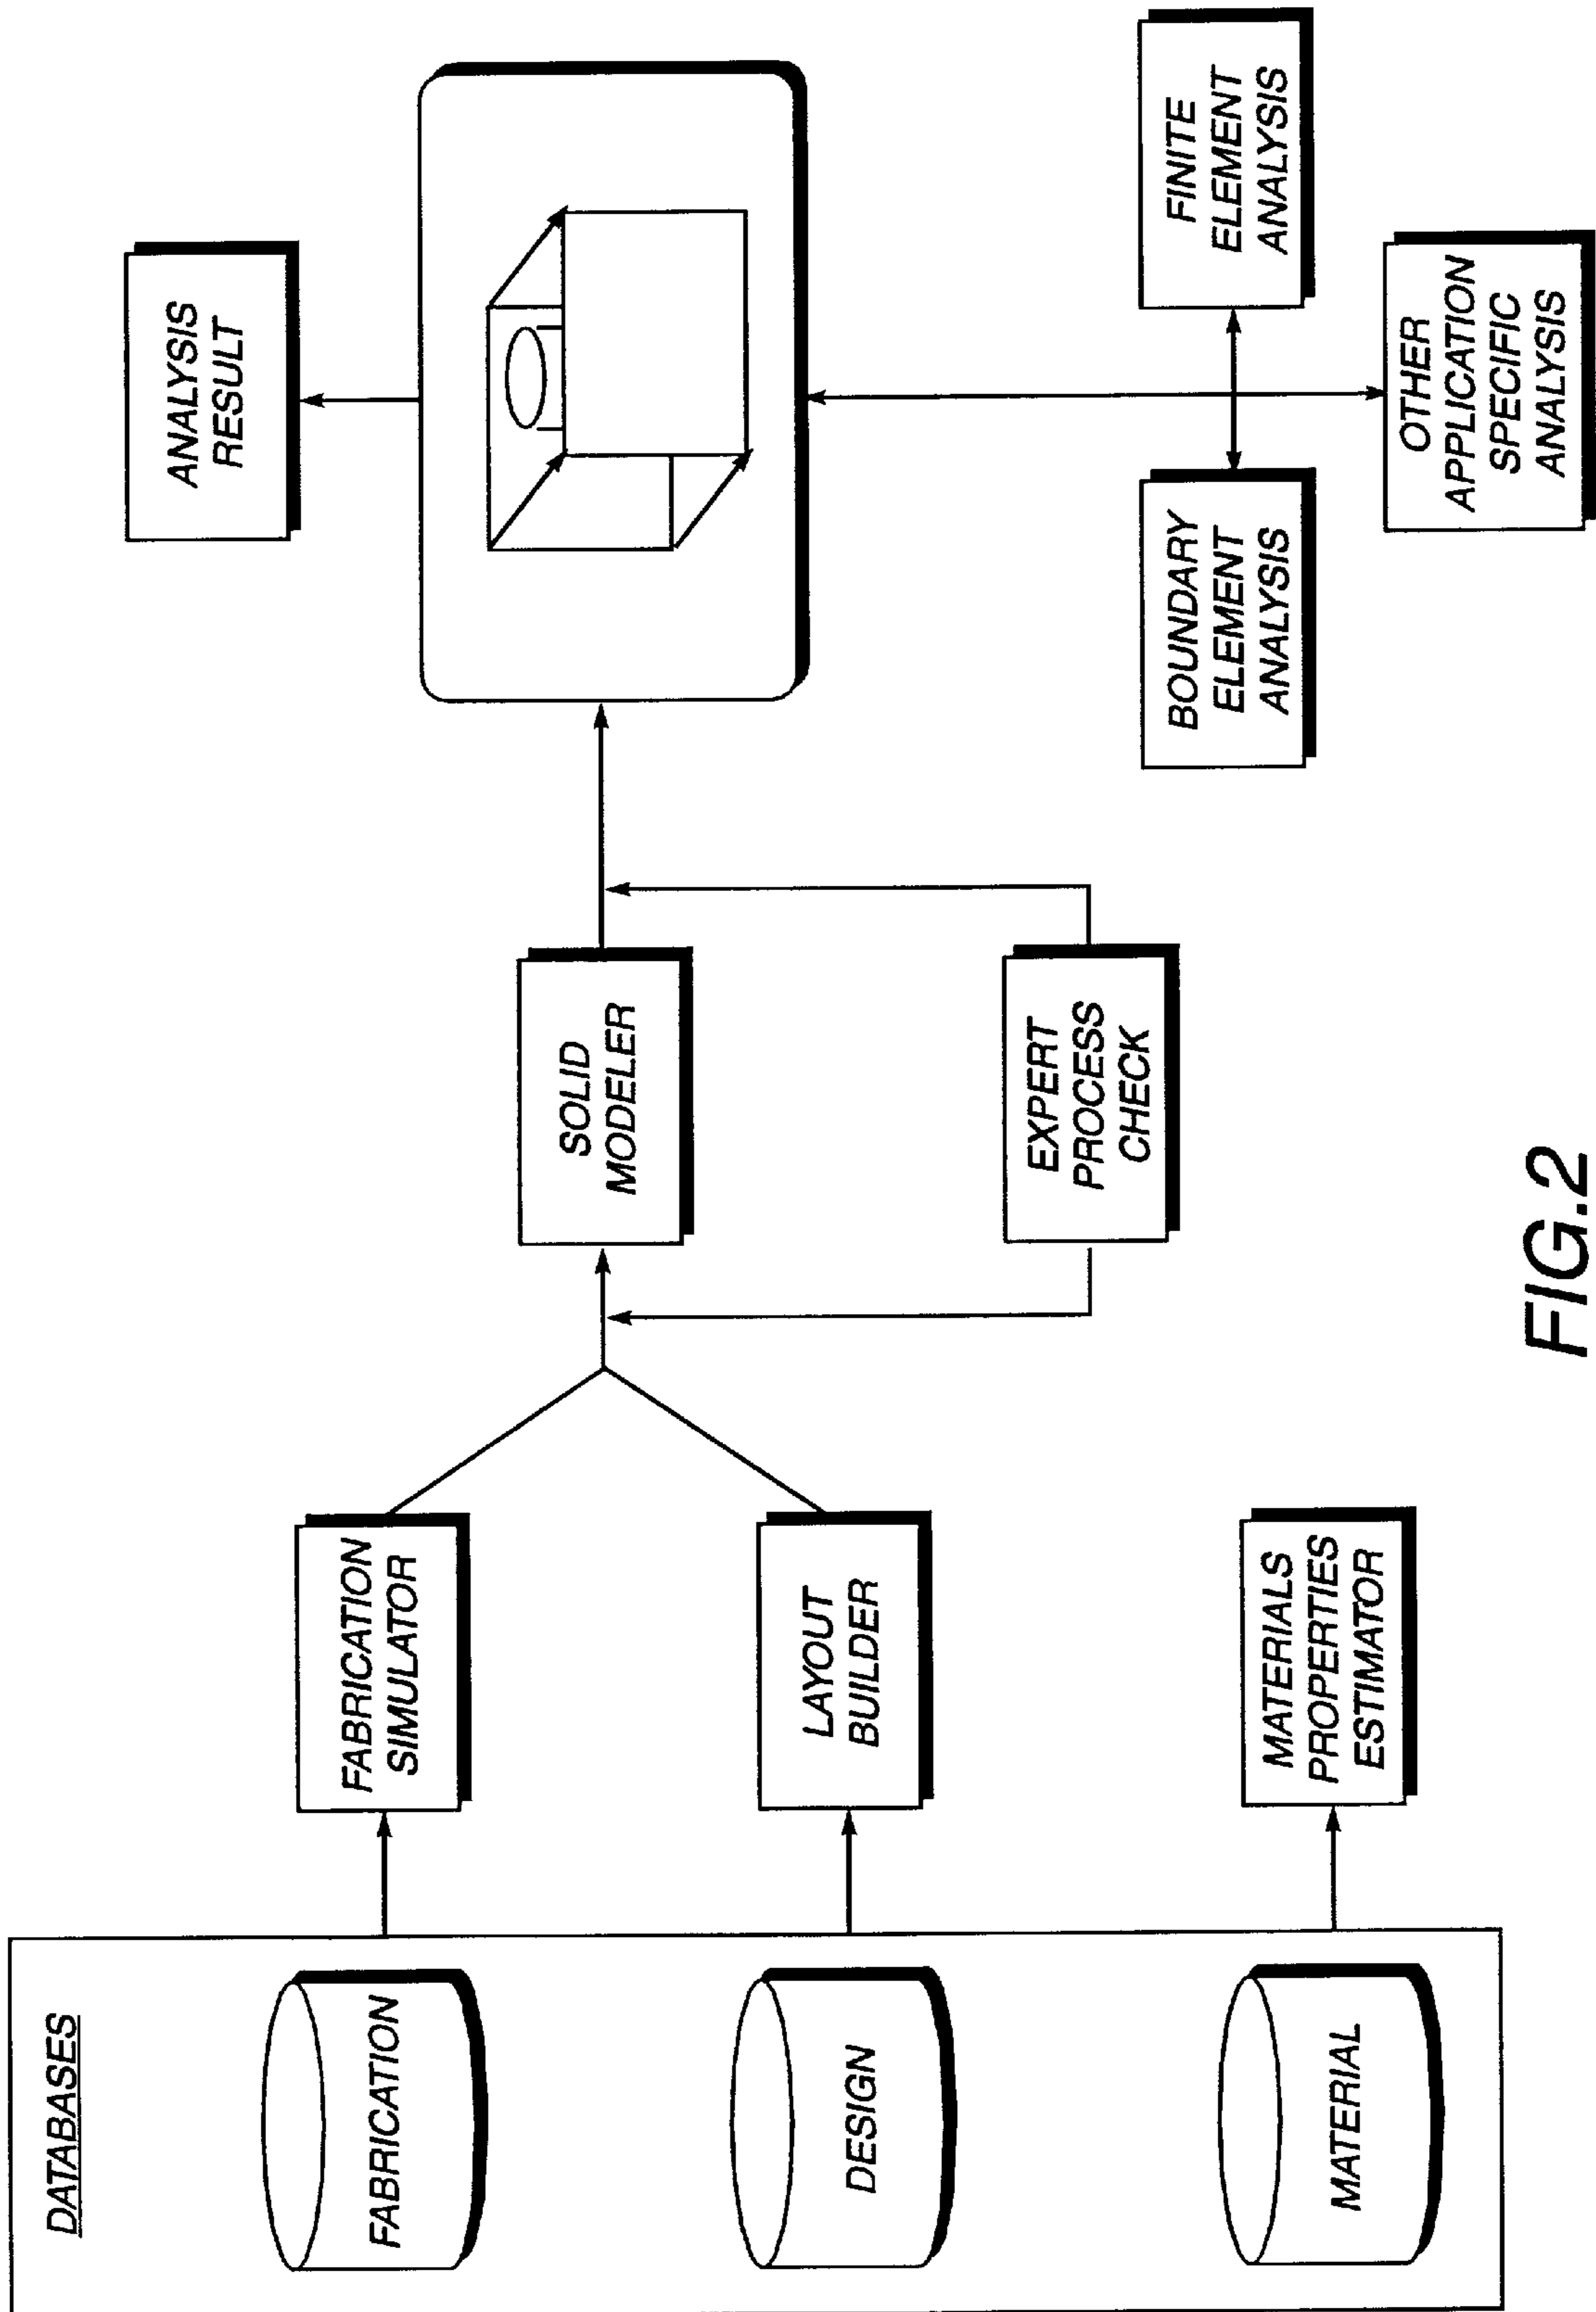 DATABASES
FABRICATION
DESIGN
MATERIAL
FABRICATION
SIMULATOR
LAYOUT
BUILDER
MATERIALS
PROPERTIES
ESTIMATOR
SOLID
MODELER
EXPERT
PROCESS
CHECK
ANALYSIS
RESULT
BOUNDARY
ELEMENT
ANALYSIS
FINITE
ELEMENT
ANALYSIS
OTHER
APPLICATION
SPECIFIC
ANALYSIS
FIG.2